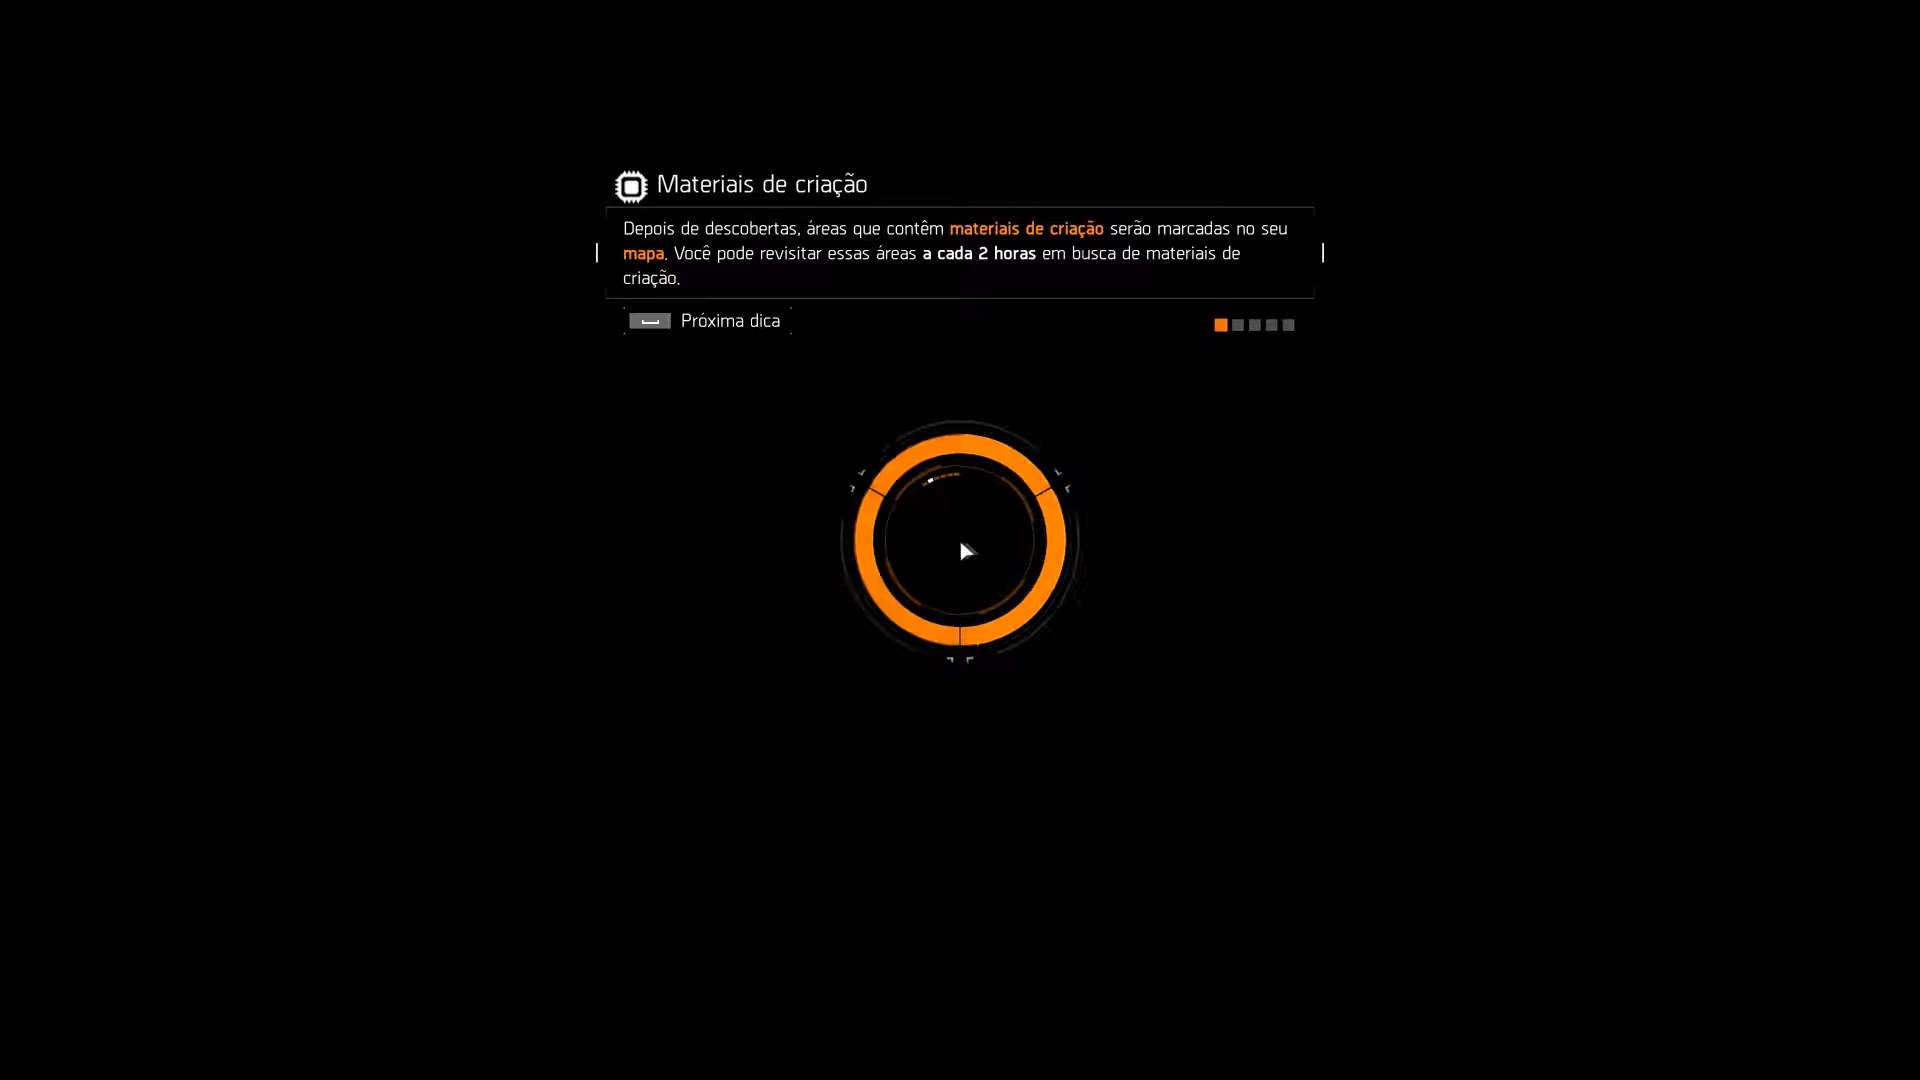 Materiais de criação
Depois de descobertas, áreas que contêm materiais de criação serão marcadas no seu
mapa. Você pode revisitar essas áreas a cada 2 horas em busca de materiais de
criação.
Próxima dica